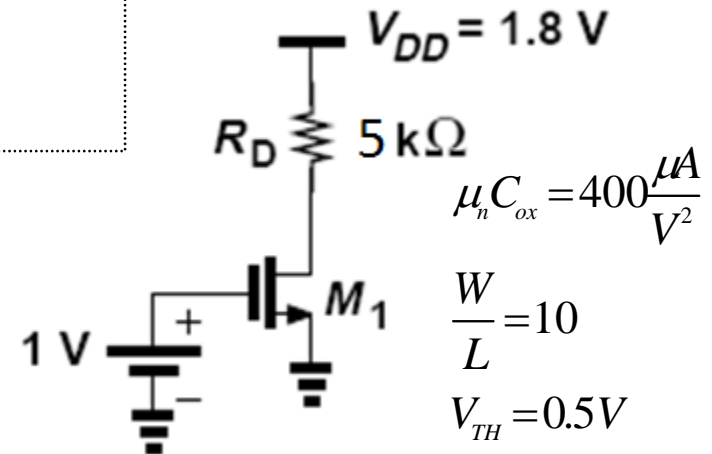 V_DD = 1.8 V
R_D 5 kΩ
μ_n C_ox = 400 μA/V²
W/L = 10
M_1
1 V
+
−
V_TH = 0.5V